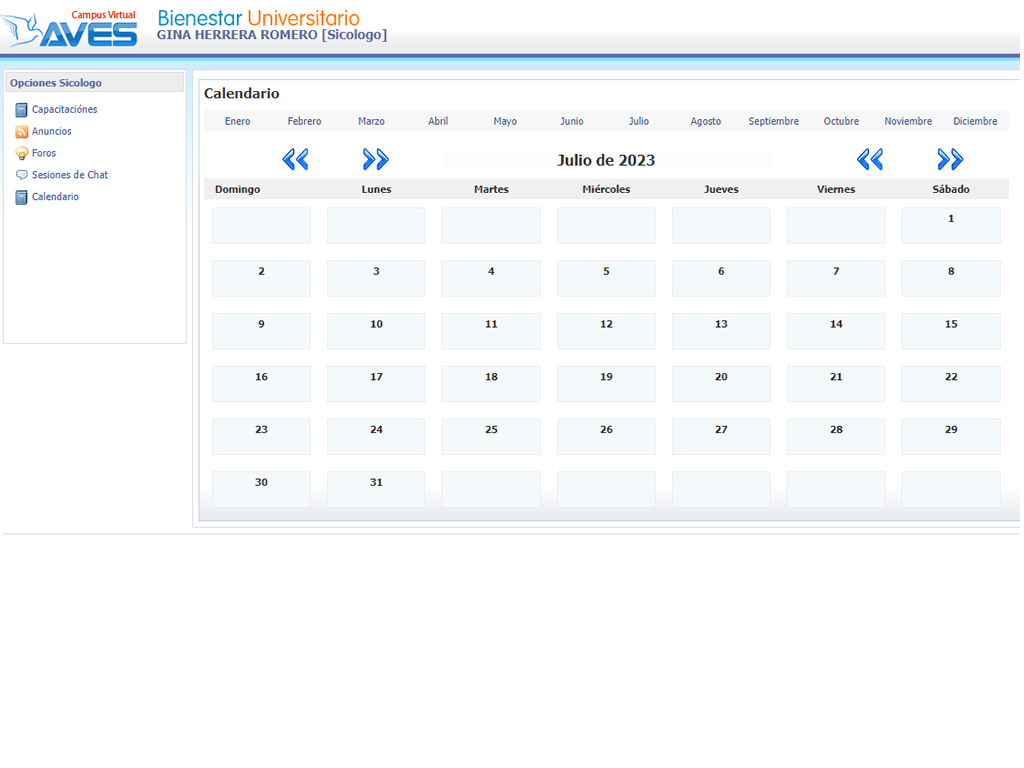 Campus Virtual
AVES
Bienestar Universitario
GINA HERRERA ROMERO [Sicologo]
Opciones Sicologo
Capacitaciónes
Anuncios
Foros
Sesiones de Chat
Calendario
Calendario
Enero Febrero Marzo Abril Mayo Junio Julio Agosto Septiembre Octubre Noviembre Diciembre
Julio de 2023
Domingo Lunes Martes Miércoles Jueves Viernes Sábado
1
2 3 4 5 6 7 8
9 10 11 12 13 14 15
16 17 18 19 20 21 22
23 24 25 26 27 28 29
30 31